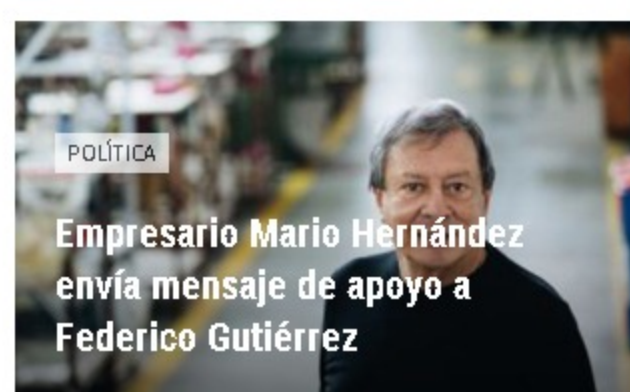 POLÍTICA
Empresario Mario Hernández
envía mensaje de apoyo a
Federico Gutiérrez